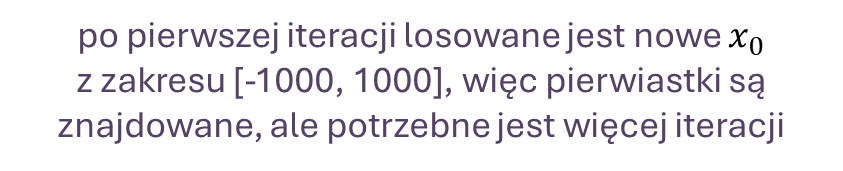 po pierwszej iteracji losowane jest nowe x₀
z zakresu [-1000, 1000], więc pierwiastki są
znajdowane, ale potrzebne jest więcej iteracji